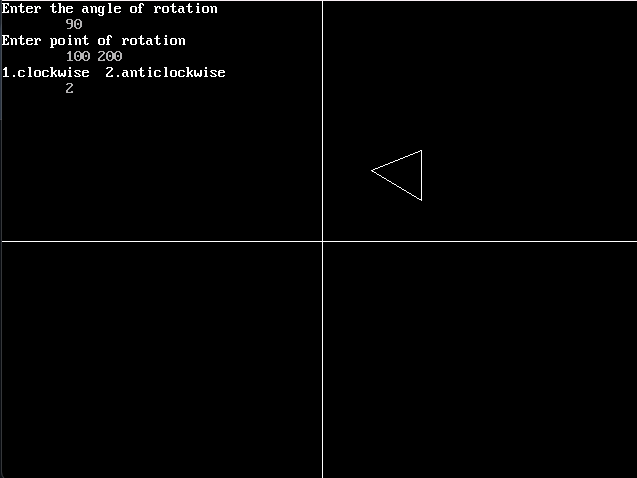 Enter the angle of rotation
90
Enter point of rotation
100 200
1.clockwise  2.anticlockwise
2